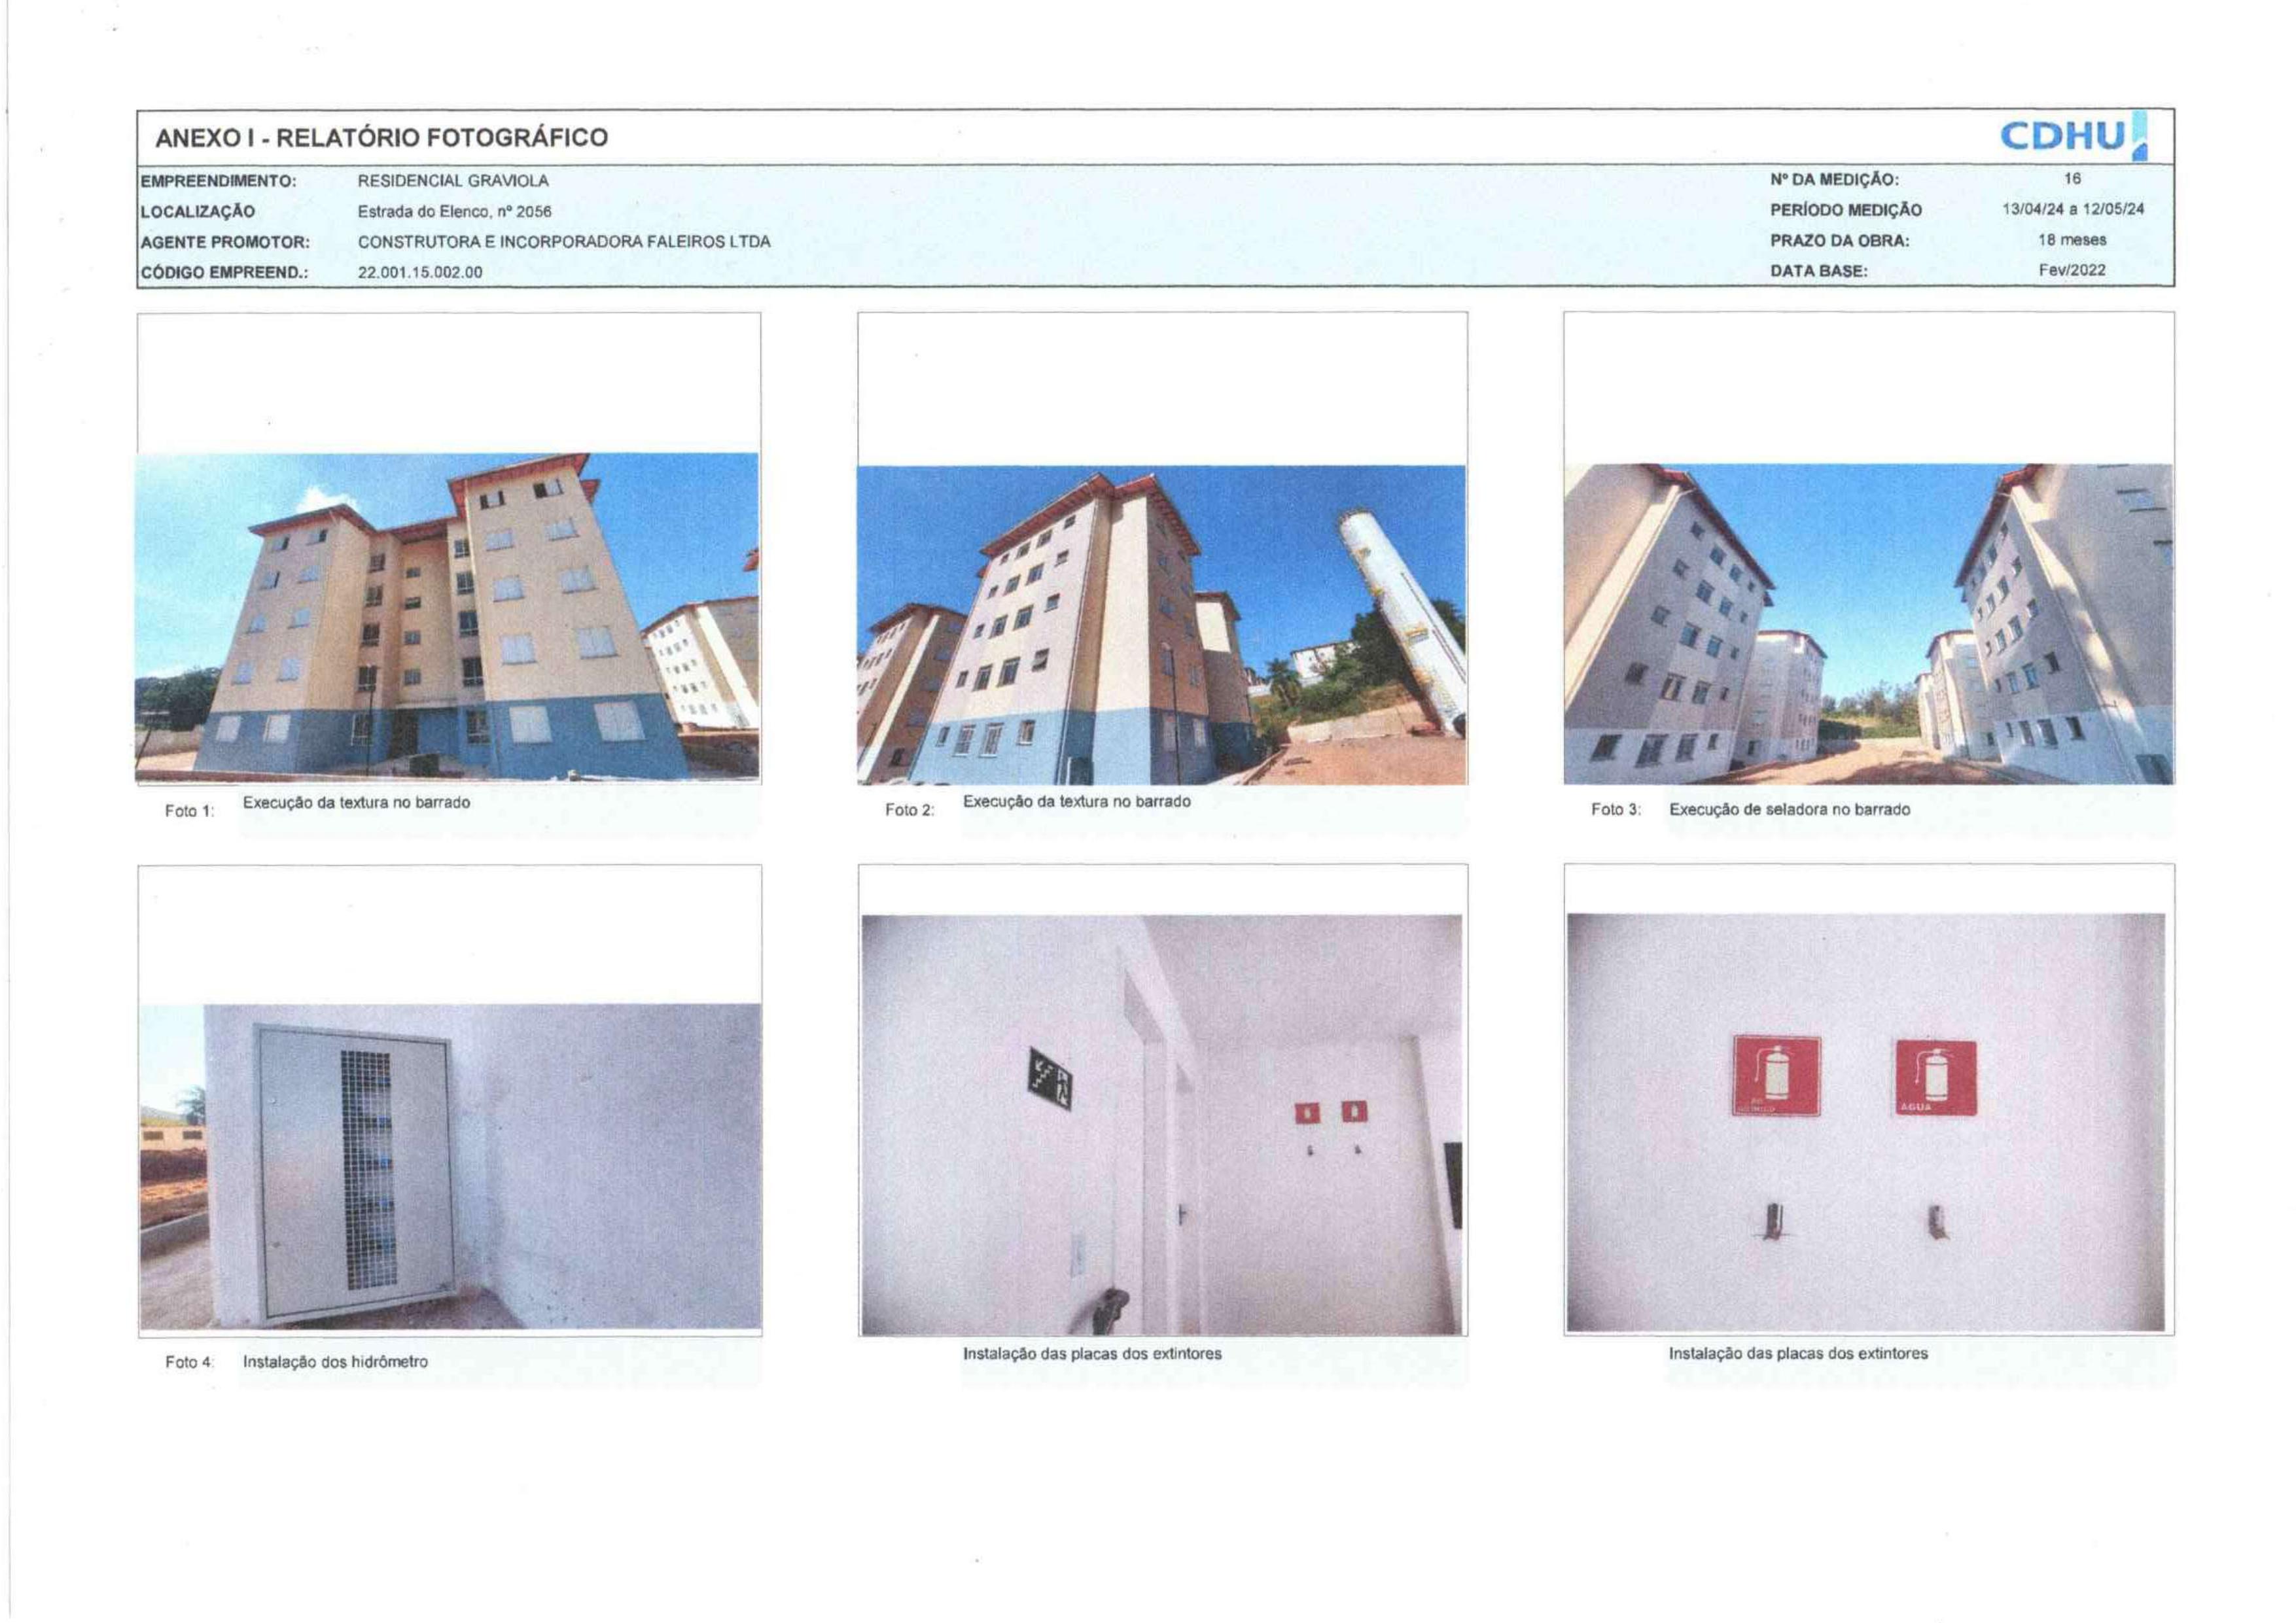 ANEXO I - RELATÓRIO FOTOGRÁFICO
CDHU
EMPREENDIMENTO: RESIDENCIAL GRAVIOLA
Nº DA MEDIÇÃO: 16
LOCALIZAÇÃO Estrada do Elenco, nº 2056
PERÍODO MEDIÇÃO 13/04/24 a 12/05/24
AGENTE PROMOTOR: CONSTRUTORA E INCORPORADORA FALEIROS LTDA
PRAZO DA OBRA: 18 meses
CÓDIGO EMPREEND.: 22.001.15.002.00
DATA BASE: Fev/2022
Foto 1: Execução da textura no barrado
Foto 2: Execução da textura no barrado
Foto 3: Execução de seladora no barrado
AGUA
Foto 4: Instalação dos hidrômetro
Instalação das placas dos extintores
Instalação das placas dos extintores